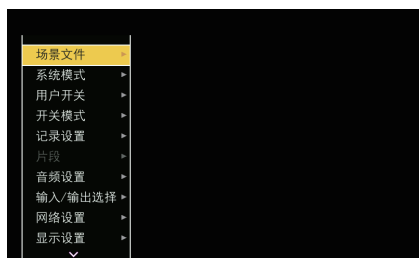 场景文件
系统模式
用户开关
开关模式
记录设置
片段
音频设置
输入/输出选择
网络设置
显示设置